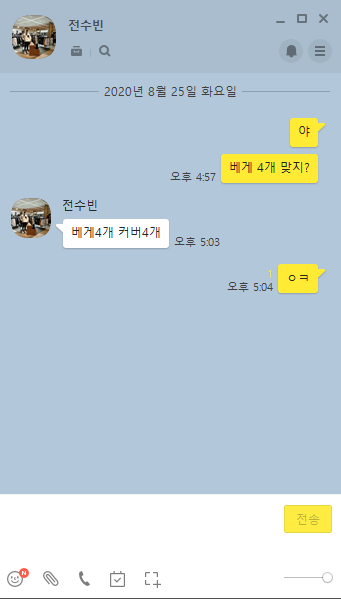 전수빈
2020년 8월 25일 화요일
야
오후 4:57 베게 4개 맞지?
전수빈
베게4개 커버4개 오후 5:03
1
오후 5:04 ㅇㅋ
전송
N